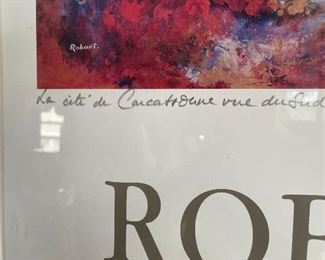 Robart.
La cité de Carcassonne vue du Sud
ROB